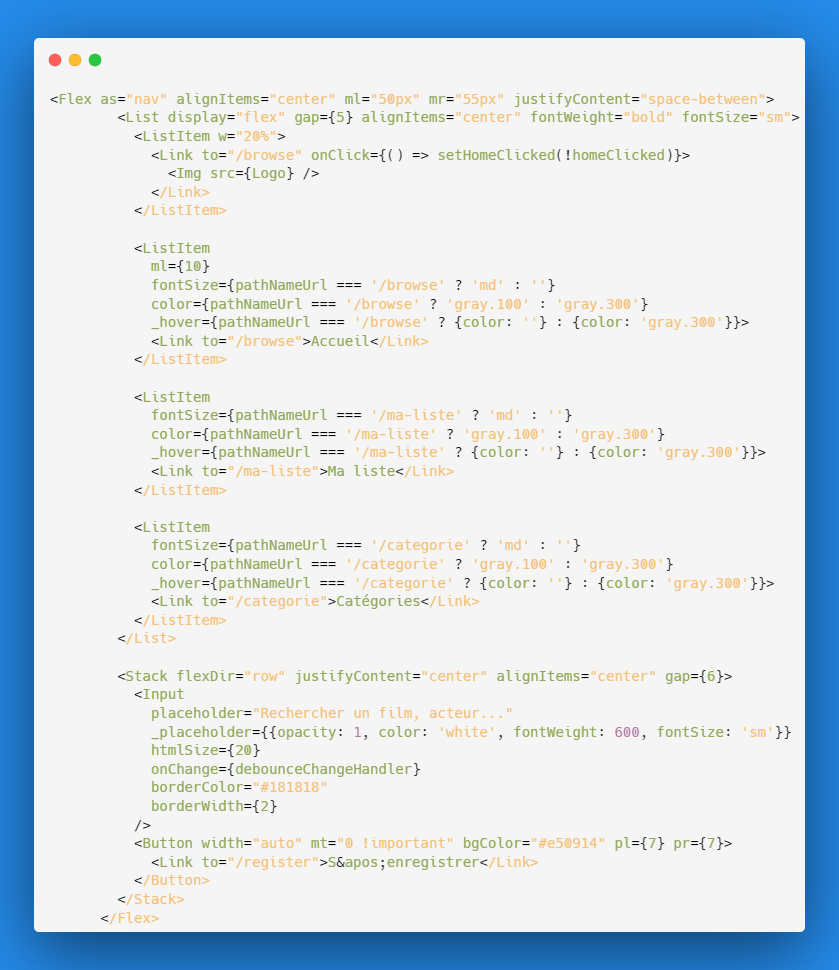 <Flex as="nav" alignItems="center" ml="50px" mr="55px" justifyContent="space-between">
        <List display="flex" gap={5} alignItems="center" fontWeight="bold" fontSize="sm">
          <ListItem w="20%">
            <Link to="/browse" onClick={() => setHomeClicked(!homeClicked)}>
              <Img src={Logo} />
            </Link>
          </ListItem>

          <ListItem
            ml={10}
            fontSize={pathNameUrl === '/browse' ? 'md' : ''}
            color={pathNameUrl === '/browse' ? 'gray.100' : 'gray.300'}
            _hover={pathNameUrl === '/browse' ? {color: ''} : {color: 'gray.300'}}>
            <Link to="/browse">Accueil</Link>
          </ListItem>

          <ListItem
            fontSize={pathNameUrl === '/ma-liste' ? 'md' : ''}
            color={pathNameUrl === '/ma-liste' ? 'gray.100' : 'gray.300'}
            _hover={pathNameUrl === '/ma-liste' ? {color: ''} : {color: 'gray.300'}}>
            <Link to="/ma-liste">Ma liste</Link>
          </ListItem>

          <ListItem
            fontSize={pathNameUrl === '/categorie' ? 'md' : ''}
            color={pathNameUrl === '/categorie' ? 'gray.100' : 'gray.300'}
            _hover={pathNameUrl === '/categorie' ? {color: ''} : {color: 'gray.300'}}>
            <Link to="/categorie">Catégories</Link>
          </ListItem>
        </List>

        <Stack flexDir="row" justifyContent="center" alignItems="center" gap={6}>
          <Input
            placeholder="Rechercher un film, acteur..."
            _placeholder={{opacity: 1, color: 'white', fontWeight: 600, fontSize: 'sm'}}
            htmlSize={20}
            onChange={debounceChangeHandler}
            borderColor="#181818"
            borderWidth={2}
          />
          <Button width="auto" mt="0 !important" bgColor="#e50914" pl={7} pr={7}>
            <Link to="/register">S&apos;enregistrer</Link>
          </Button>
        </Stack>
      </Flex>